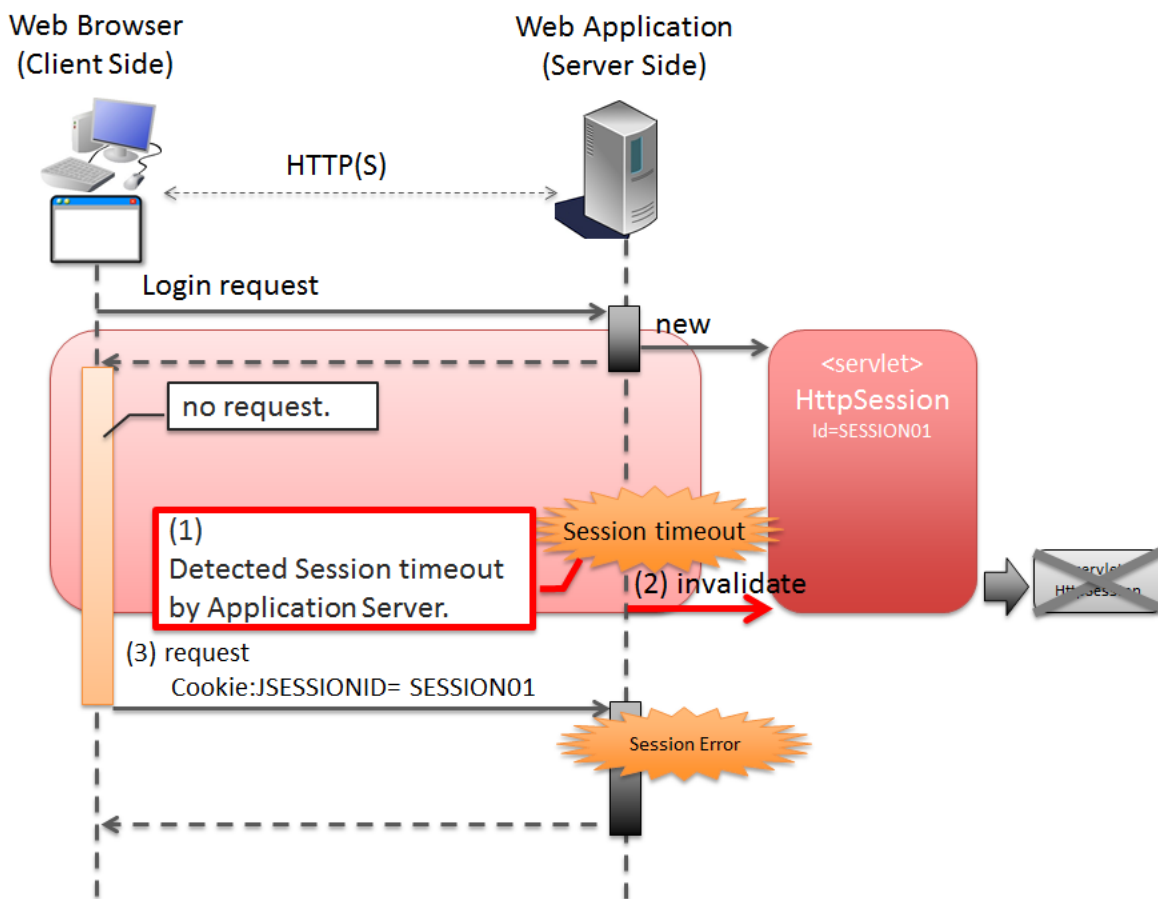 Web Browser
(Client Side)
Web Application
(Server Side)
HTTP(S)
Login request
new
<servlet>
HttpSession
Id=SESSION01
no request.
Session timeout
(1)
Detected Session timeout
by Application Server.
(2) invalidate
HttpSession
(3) request
Cookie:JSESSIONID= SESSION01
Session Error